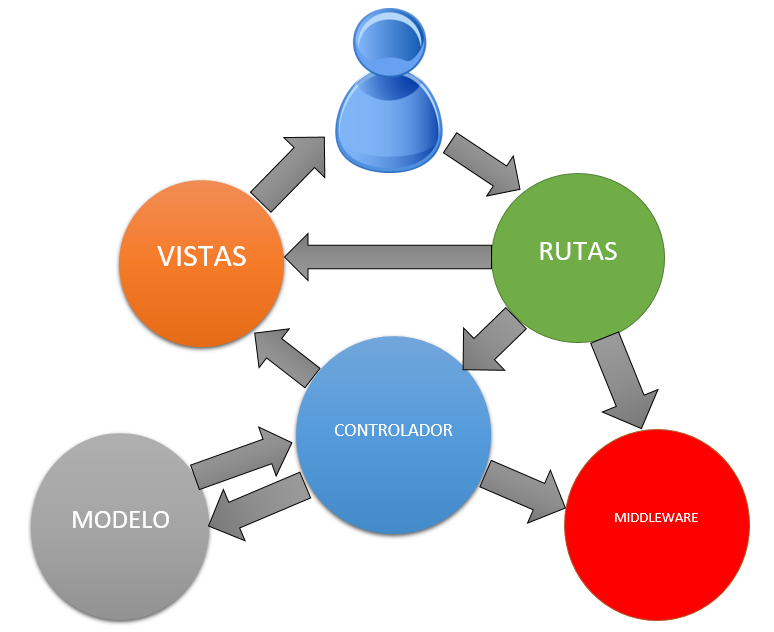 VISTAS
RUTAS
CONTROLADOR
MODELO
MIDDLEWARE